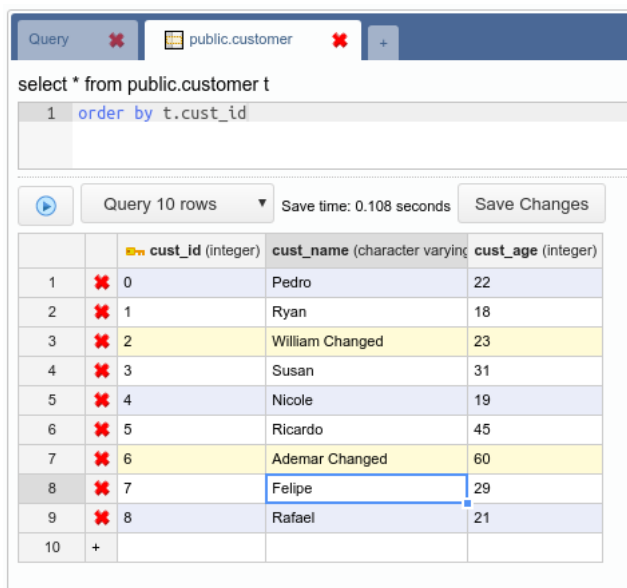 Query public.customer +
select * from public.customer t
1 order by t.cust_id
Query 10 rows Save time: 0.108 seconds Save Changes
cust_id (integer) cust_name (character varying cust_age (integer)
1 0 Pedro 22
2 1 Ryan 18
3 2 William Changed 23
4 3 Susan 31
5 4 Nicole 19
6 5 Ricardo 45
7 6 Ademar Changed 60
8 7 Felipe 29
9 8 Rafael 21
10 +